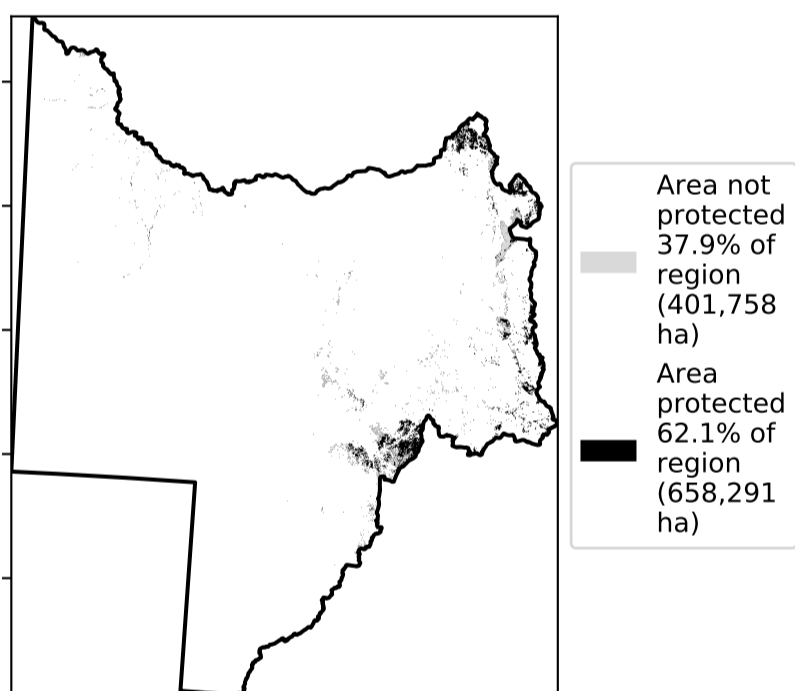 Area not
protected
37.9% of
region
(401,758
ha)
Area
protected
62.1% of
region
(658,291
ha)